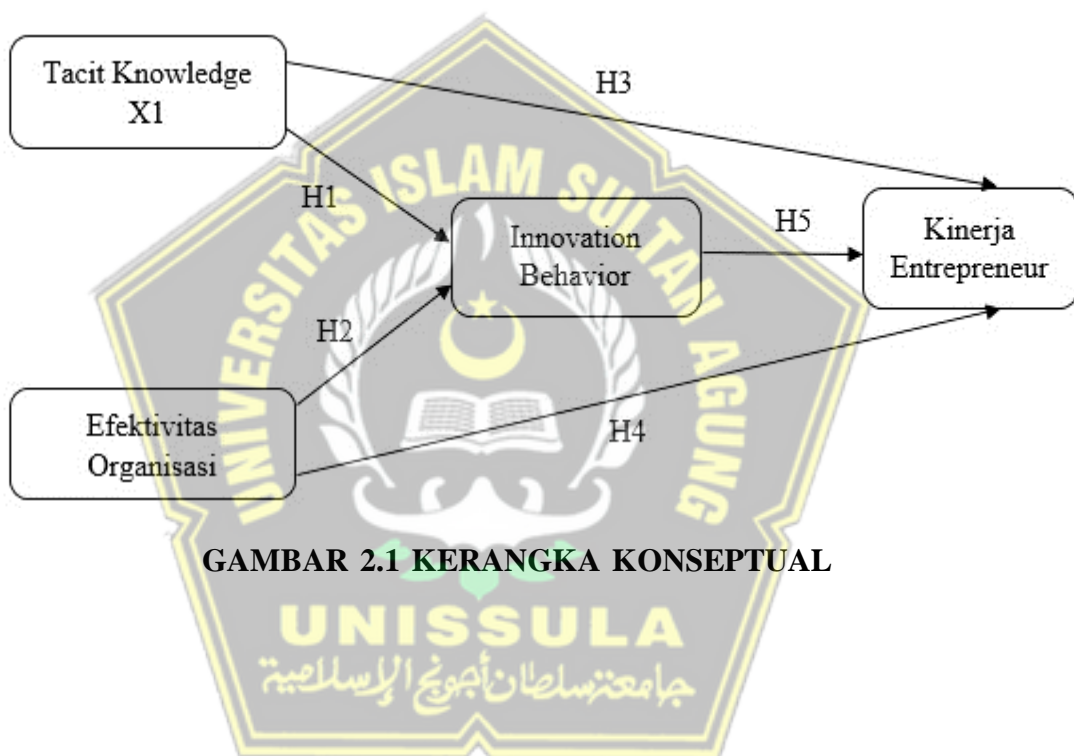 Tacit Knowledge
X1
H3
H1
Innovation
Behavior
H5
Kinerja
Entrepreneur
H2
Efektivitas
Organisasi
H4
UNIVERSITAS ISLAM SULTAN AGUNG
GAMBAR 2.1 KERANGKA KONSEPTUAL
UNISSULA
جامعة سلطان أجونج الإسلامية